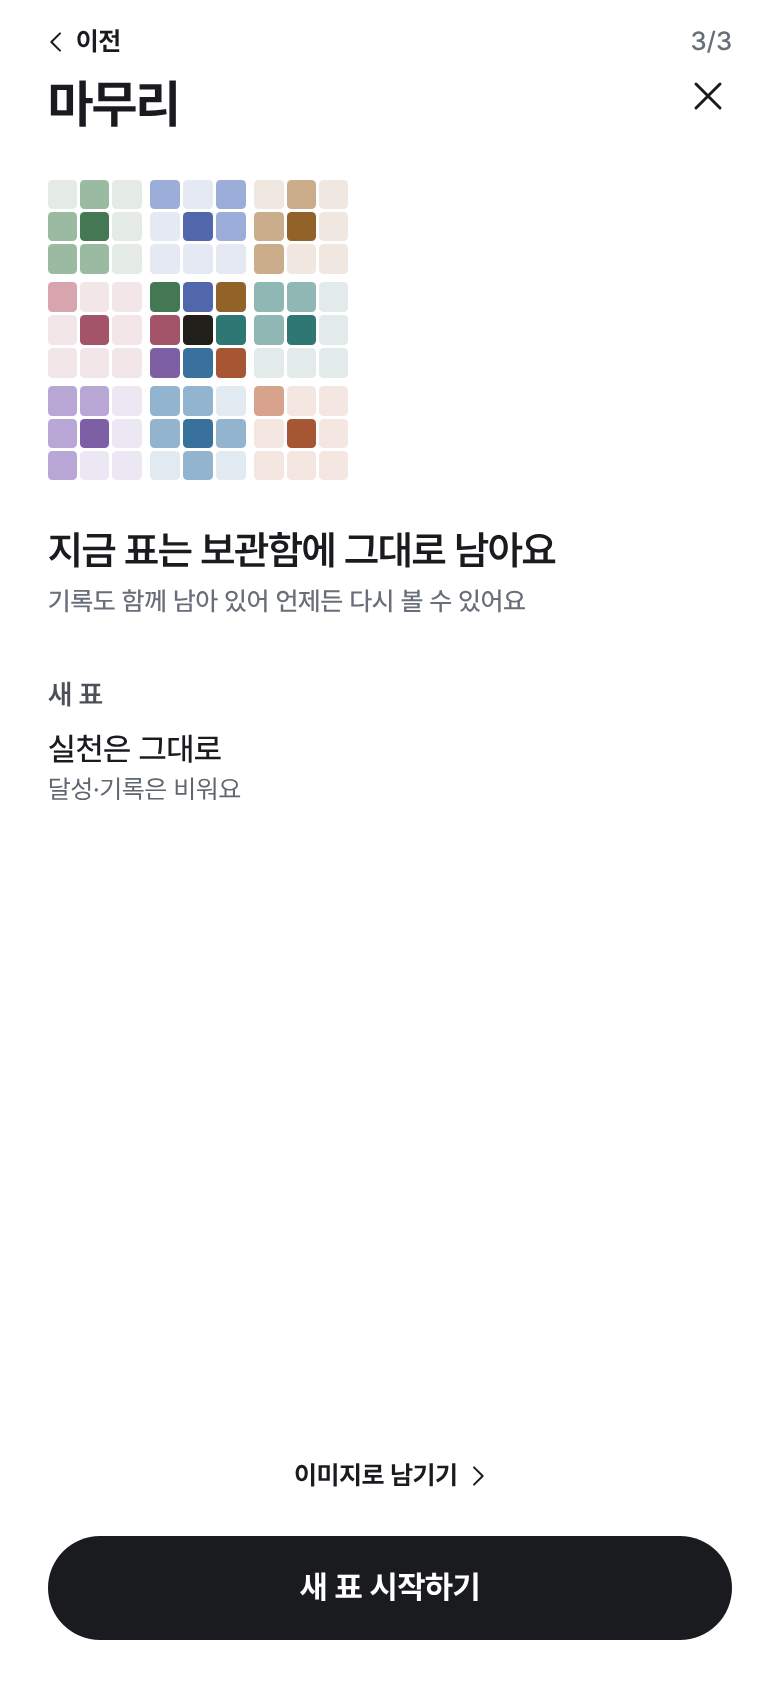 이전
3/3
마무리
지금 표는 보관함에 그대로 남아요
기록도 함께 남아 있어 언제든 다시 볼 수 있어요
새 표
실천은 그대로
달성·기록은 비워요
이미지로 남기기
새 표 시작하기